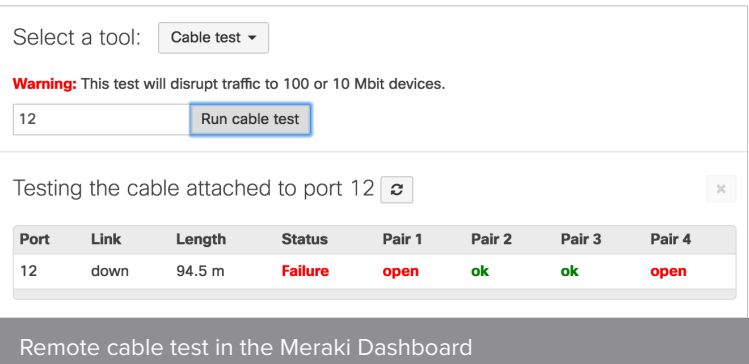 Select a tool: Cable test
Warning: This test will disrupt traffic to 100 or 10 Mbit devices.
12 Run cable test
Testing the cable attached to port 12
Port Link Length Status Pair 1 Pair 2 Pair 3 Pair 4
12 down 94.5 m Failure open ok ok open
Remote cable test in the Meraki Dashboard